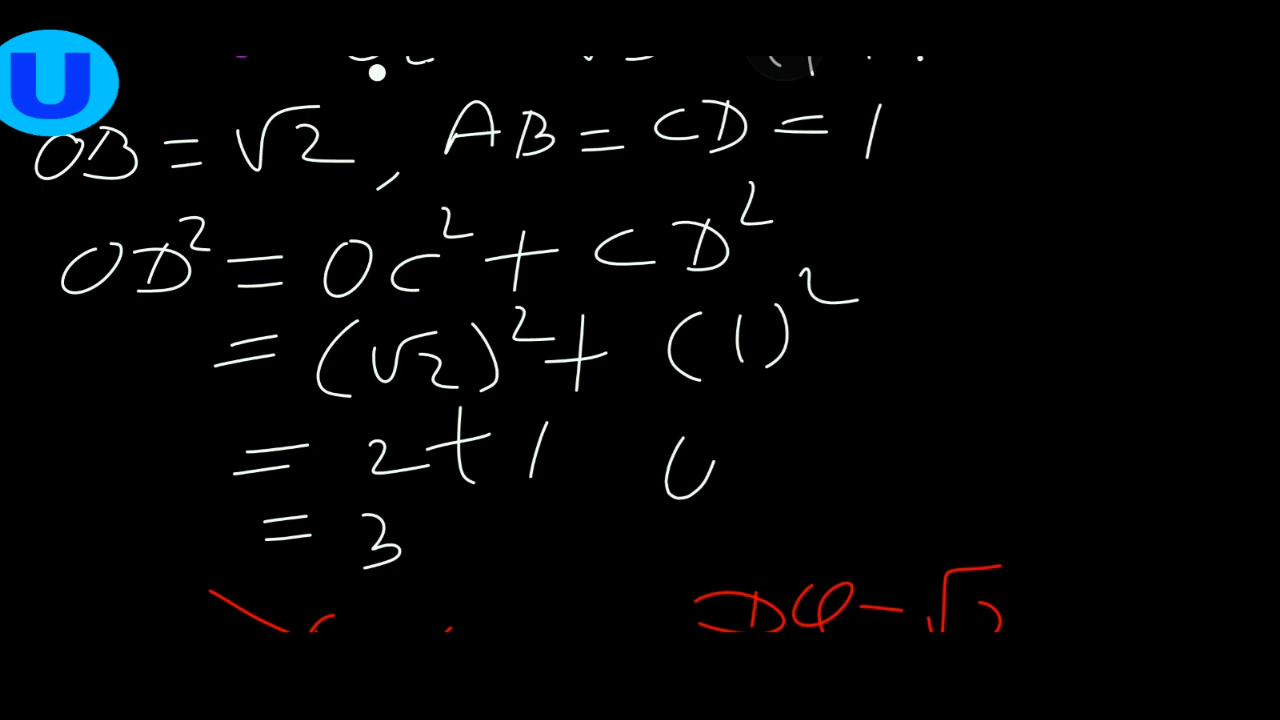 U
OB = √2, AB = CD = 1
OD² = OC² + CD²
= (√2)² + (1)²
= 2 + 1
= 3